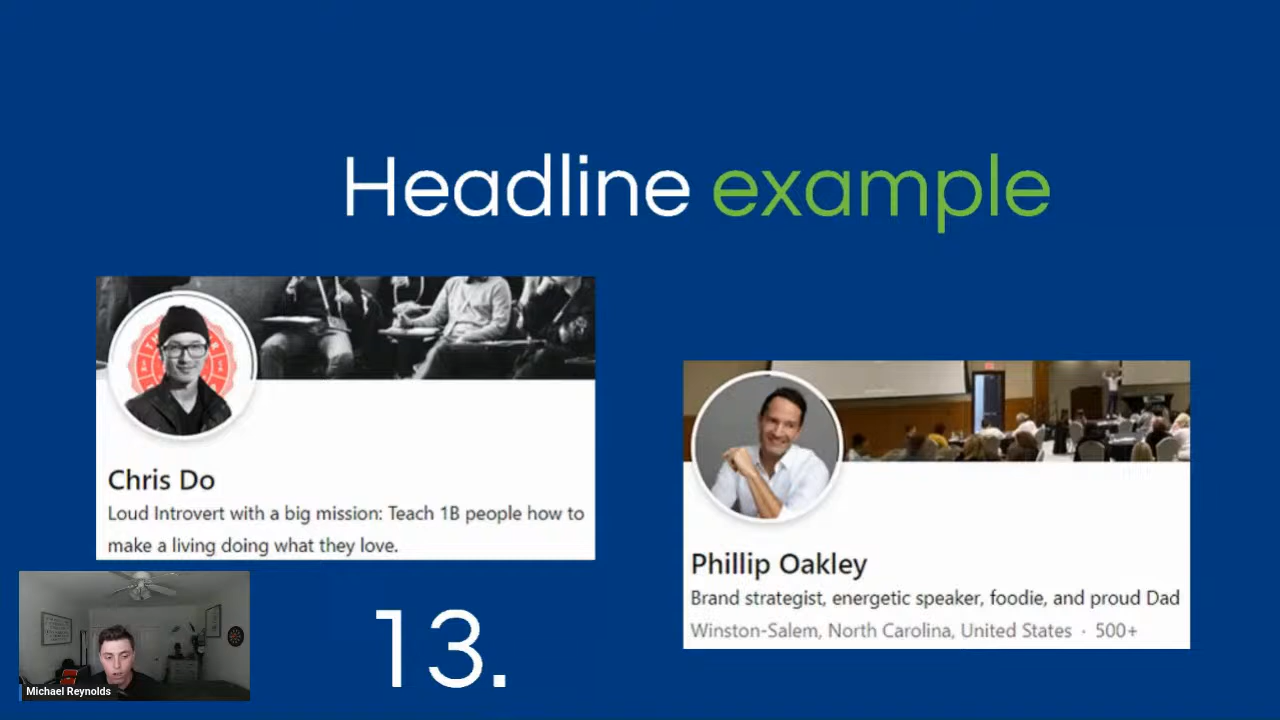 Headline example
Chris Do
Loud Introvert with a big mission: Teach 1B people how to
make a living doing what they love.
Phillip Oakley
Brand strategist, energetic speaker, foodie, and proud Dad
Winston-Salem, North Carolina, United States · 500+
13.
Michael Reynolds